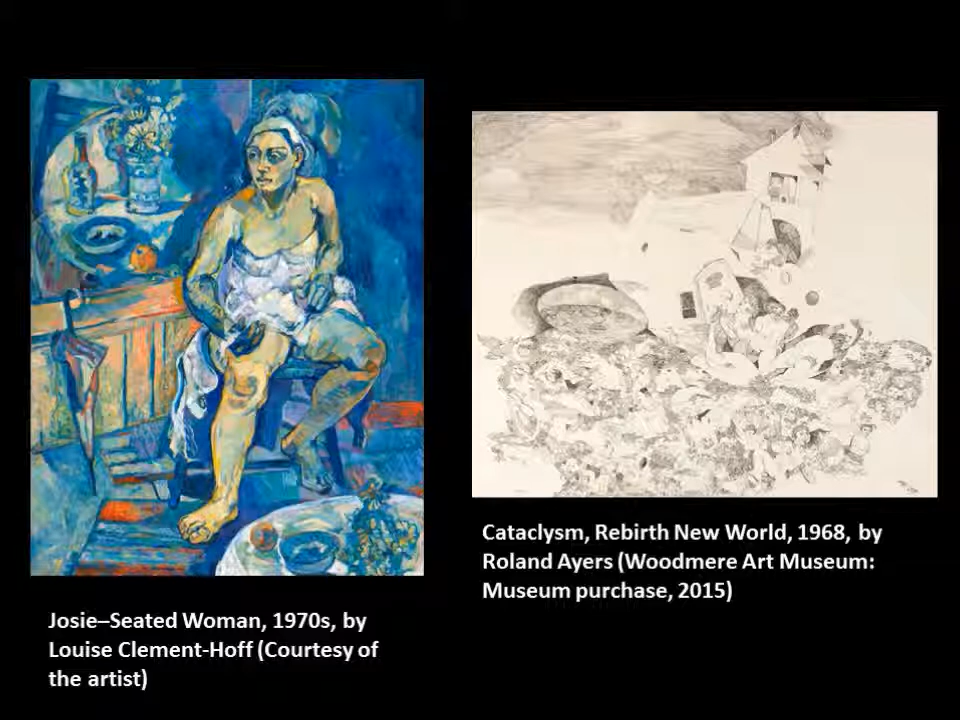 Josie–Seated Woman, 1970s, by
Louise Clement-Hoff (Courtesy of
the artist)
Cataclysm, Rebirth New World, 1968, by
Roland Ayers (Woodmere Art Museum:
Museum purchase, 2015)